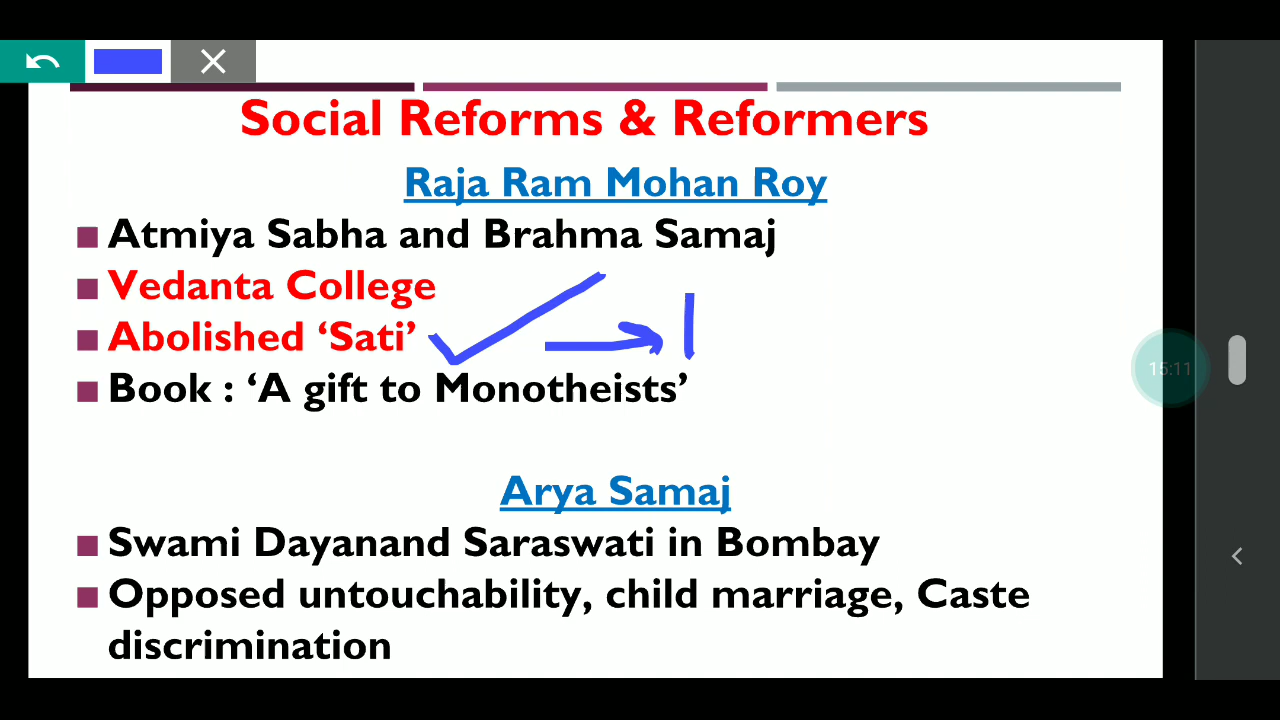 Social Reforms & Reformers
Raja Ram Mohan Roy
■ Atmiya Sabha and Brahma Samaj
■ Vedanta College
■ Abolished ‘Sati’
■ Book : ‘A gift to Monotheists’
15:11
Arya Samaj
■ Swami Dayanand Saraswati in Bombay
■ Opposed untouchability, child marriage, Caste
discrimination